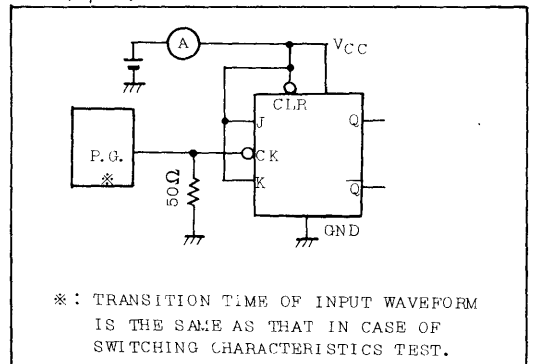 A
VCC
CLR
J
Q
P.G.
※
CK
50Ω
K
Q̅
GND
※ : TRANSITION TIME OF INPUT WAVEFORM
IS THE SAME AS THAT IN CASE OF
SWITCHING CHARACTERISTICS TEST.